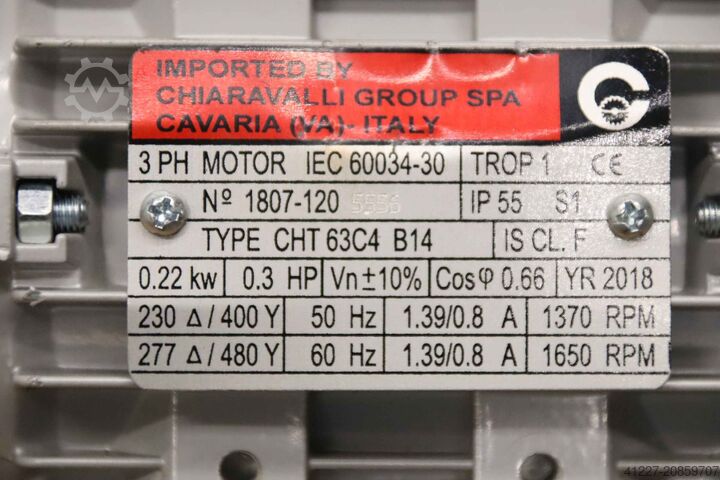 IMPORTED BY
CHIARAVALLI GROUP SPA
CAVARIA (VA)- ITALY
3 PH MOTOR IEC 60034-30 TROP 1 CE
Nº 1807-120 5556 IP 55 S1
TYPE CHT 63C4 B14 IS CL. F
0.22 kw 0.3 HP Vn±10% Cosφ 0.66 YR 2018
230 Δ/400 Y 50 Hz 1.39/0.8 A 1370 RPM
277 Δ/480 Y 60 Hz 1.39/0.8 A 1650 RPM
41227-20859707